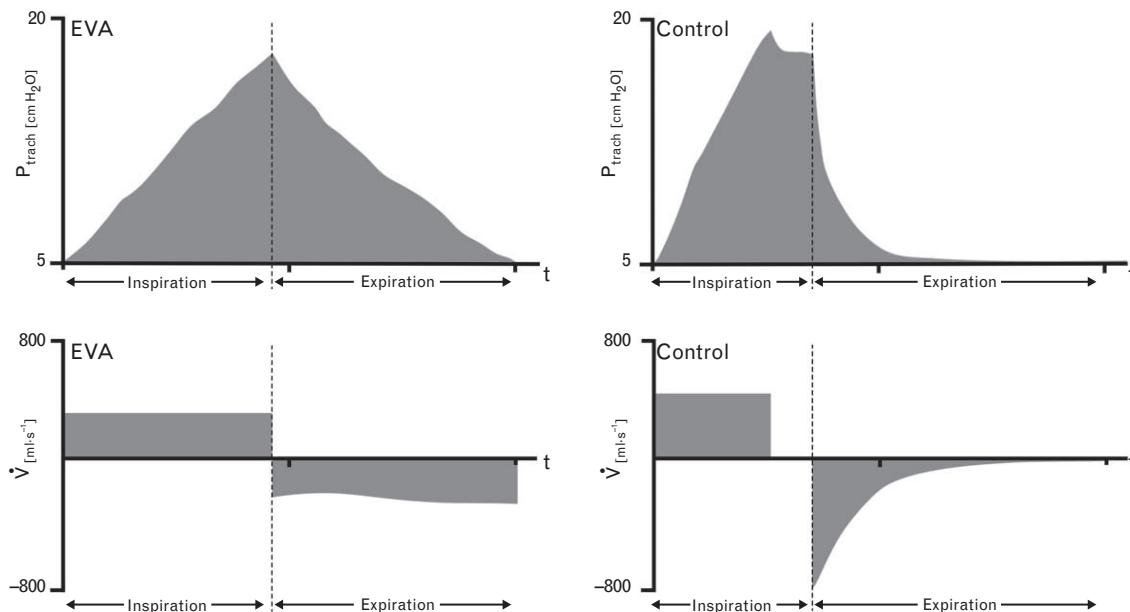 20
EVA
P trach [cm H₂O]
5
Inspiration
Expiration
t
20
Control
P trach [cm H₂O]
5
Inspiration
Expiration
800
EVA
V̇ [ml·s⁻¹]
t
–800
Inspiration
Expiration
800
Control
V̇ [ml·s⁻¹]
–800
Inspiration
Expiration